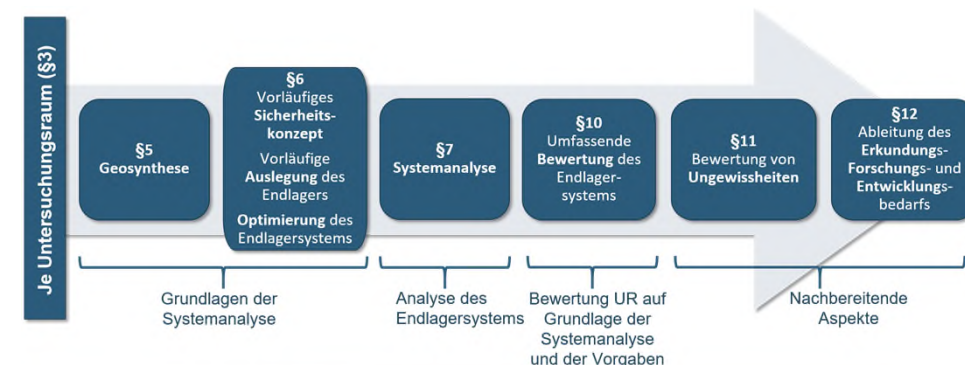 Je Untersuchungsraum (§3)
§5
Geosynthese
§6
Vorläufiges
Sicherheits-
konzept
Vorläufige
Auslegung des
Endlagers
Optimierung des
Endlagersystems
§7
Systemanalyse
§10
Umfassende
Bewertung des
Endlager-
systems
§11
Bewertung von
Ungewissheiten
§12
Ableitung des
Erkundungs-
Forschungs- und
Entwicklungs-
bedarfs
Grundlagen der
Systemanalyse
Analyse des
Endlagersystems
Bewertung UR auf
Grundlage der
Systemanalyse
und der Vorgaben
Nachbereitende
Aspekte